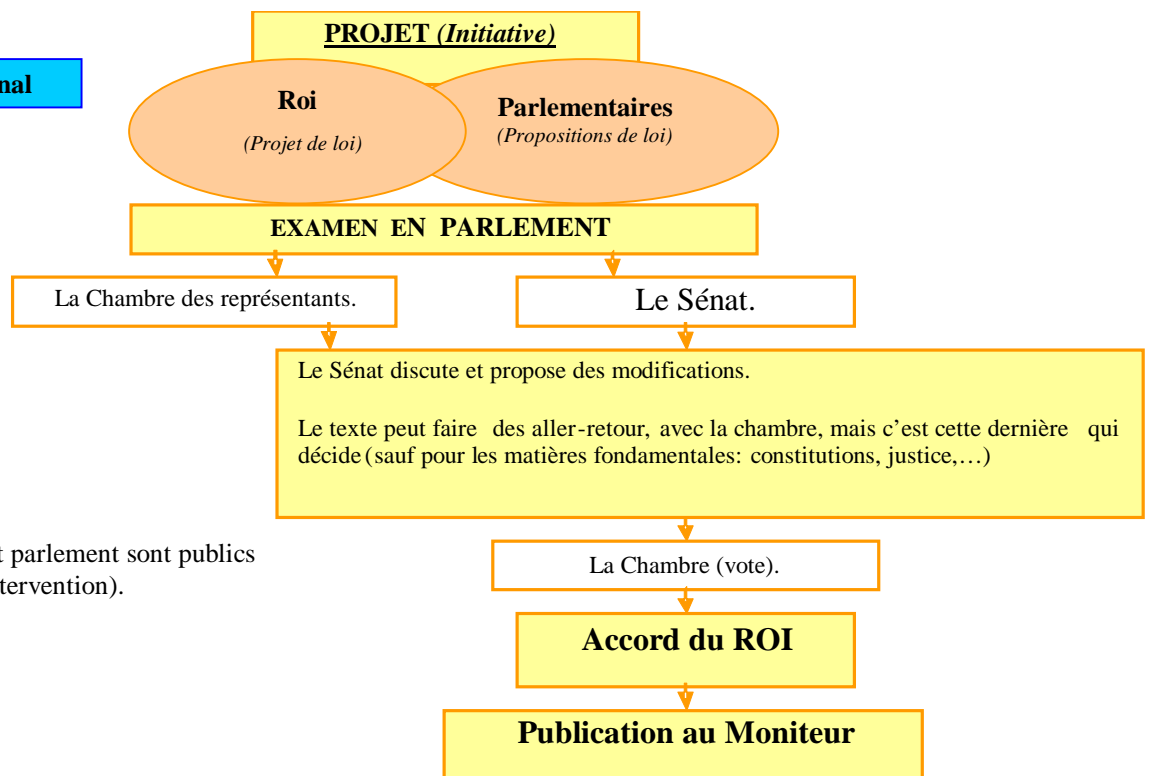 PROJET (Initiative)
Roi
(Projet de loi)
Parlementaires
(Propositions de loi)
EXAMEN EN PARLEMENT
La Chambre des représentants.
Le Sénat.
Le Sénat discute et propose des modifications.
Le texte peut faire des aller-retour, avec la chambre, mais c’est cette dernière qui
décide (sauf pour les matières fondamentales: constitutions, justice,…)
parlement sont publics
La Chambre (vote).
Accord du ROI
Publication au Moniteur